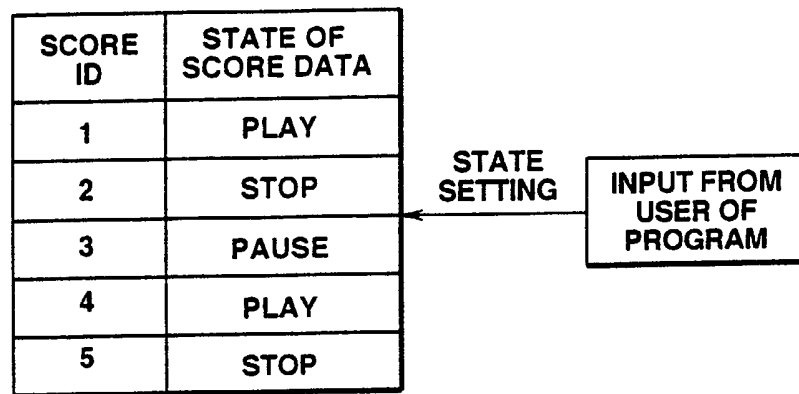 SCORE ID
STATE OF SCORE DATA
1 PLAY
2 STOP
3 PAUSE
4 PLAY
5 STOP
STATE
SETTING
INPUT FROM
USER OF
PROGRAM